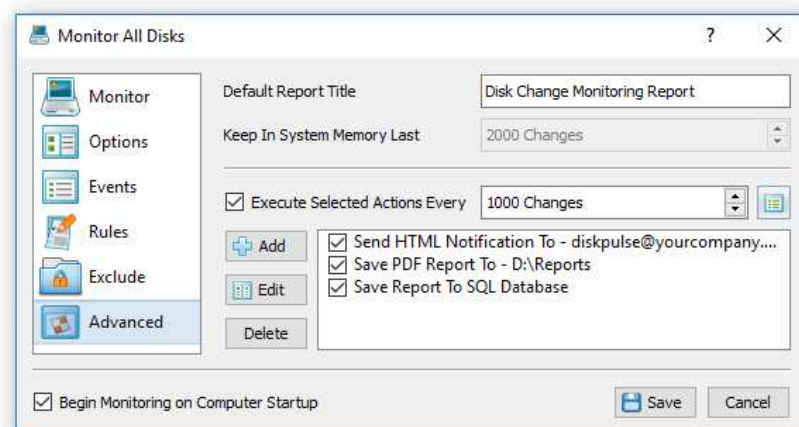 Monitor All Disks
?
Monitor
Options
Events
Rules
Exclude
Advanced
Default Report Title
Disk Change Monitoring Report
Keep In System Memory Last
2000 Changes
Execute Selected Actions Every
1000 Changes
Add
Edit
Delete
Send HTML Notification To - diskpulse@yourcompany....
Save PDF Report To - D:\Reports
Save Report To SQL Database
Begin Monitoring on Computer Startup
Save
Cancel